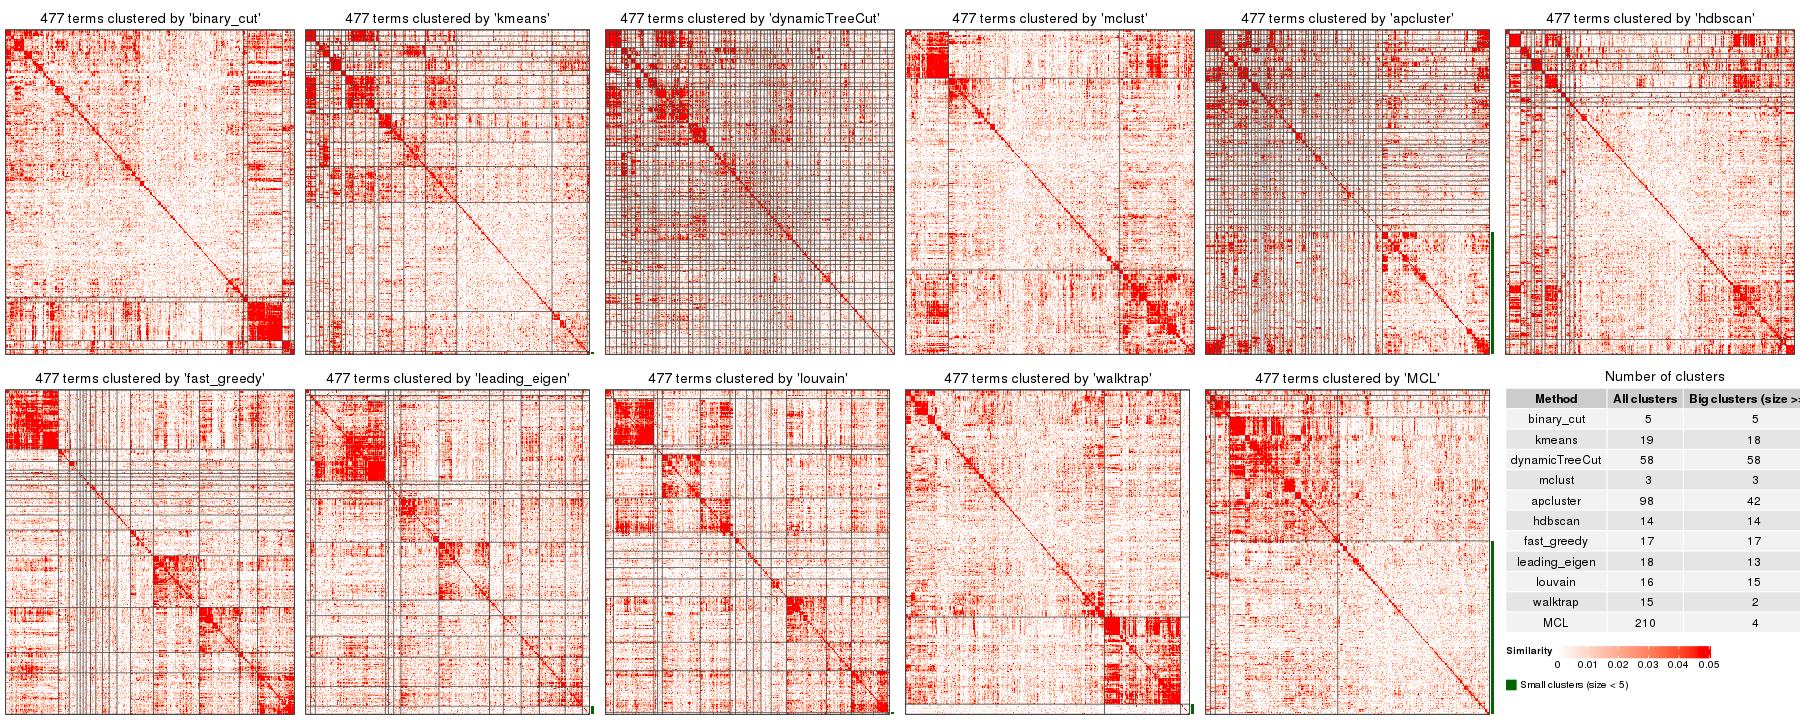 477 terms clustered by 'binary_cut'
477 terms clustered by 'kmeans'
477 terms clustered by 'dynamicTreeCut'
477 terms clustered by 'mclust'
477 terms clustered by 'apcluster'
477 terms clustered by 'hdbscan'
477 terms clustered by 'fast_greedy'
477 terms clustered by 'leading_eigen'
477 terms clustered by 'louvain'
477 terms clustered by 'walktrap'
477 terms clustered by 'MCL'
Number of clusters
Method All clusters Big clusters (size >=
binary_cut 5 5
kmeans 19 18
dynamicTreeCut 58 58
mclust 3 3
apcluster 98 42
hdbscan 14 14
fast_greedy 17 17
leading_eigen 18 13
louvain 16 15
walktrap 15 2
MCL 210 4
Similarity
0 0.01 0.02 0.03 0.04 0.05
Small clusters (size < 5)